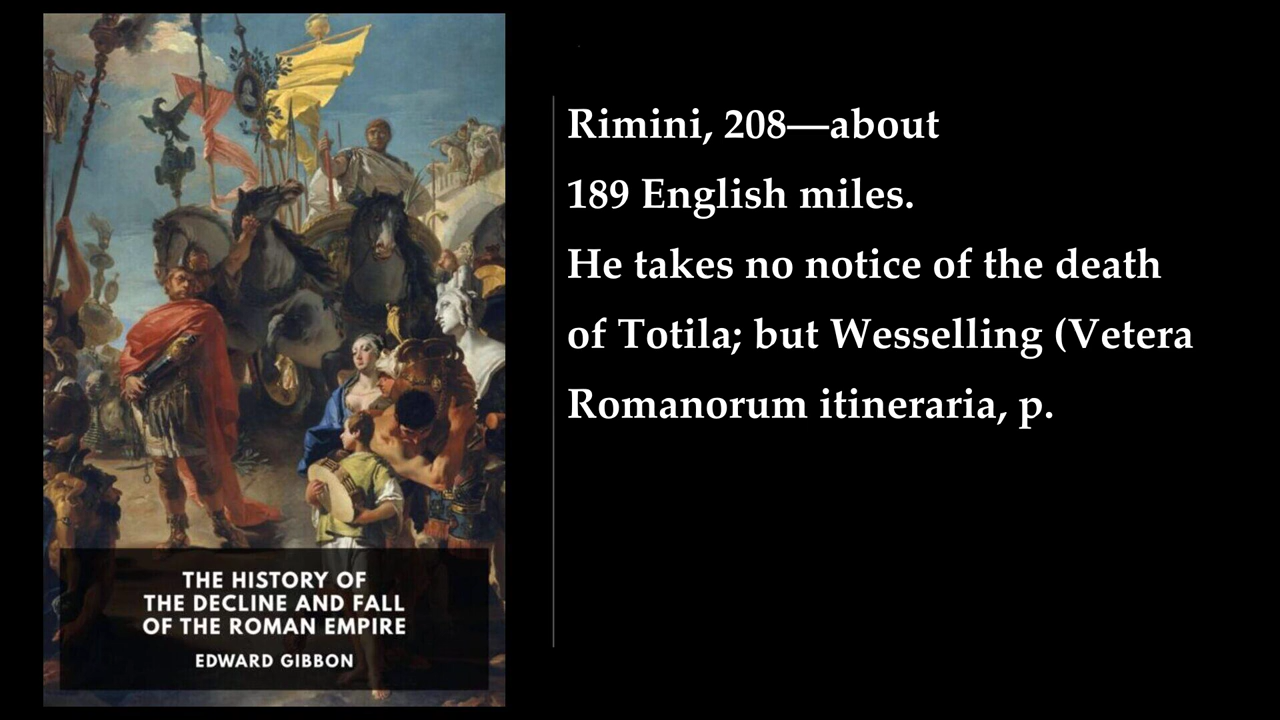 THE HISTORY OF
THE DECLINE AND FALL
OF THE ROMAN EMPIRE
EDWARD GIBBON
Rimini, 208—about
189 English miles.
He takes no notice of the death
of Totila; but Wesselling (Vetera
Romanorum itineraria, p.